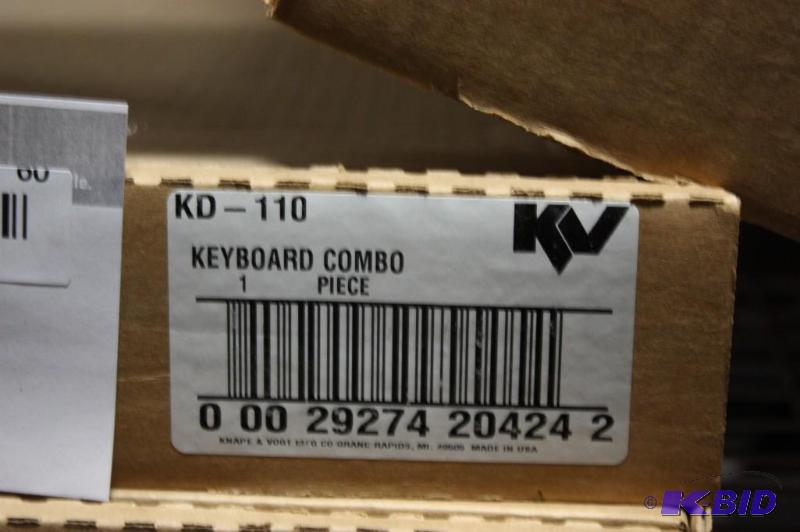 60
le.
KD-110
KV
KEYBOARD COMBO
1 PIECE
0 00 29274 20424 2
KNAPE & VOGT MFG CO GRAND RAPIDS, MI. MADE IN USA
© K-BID